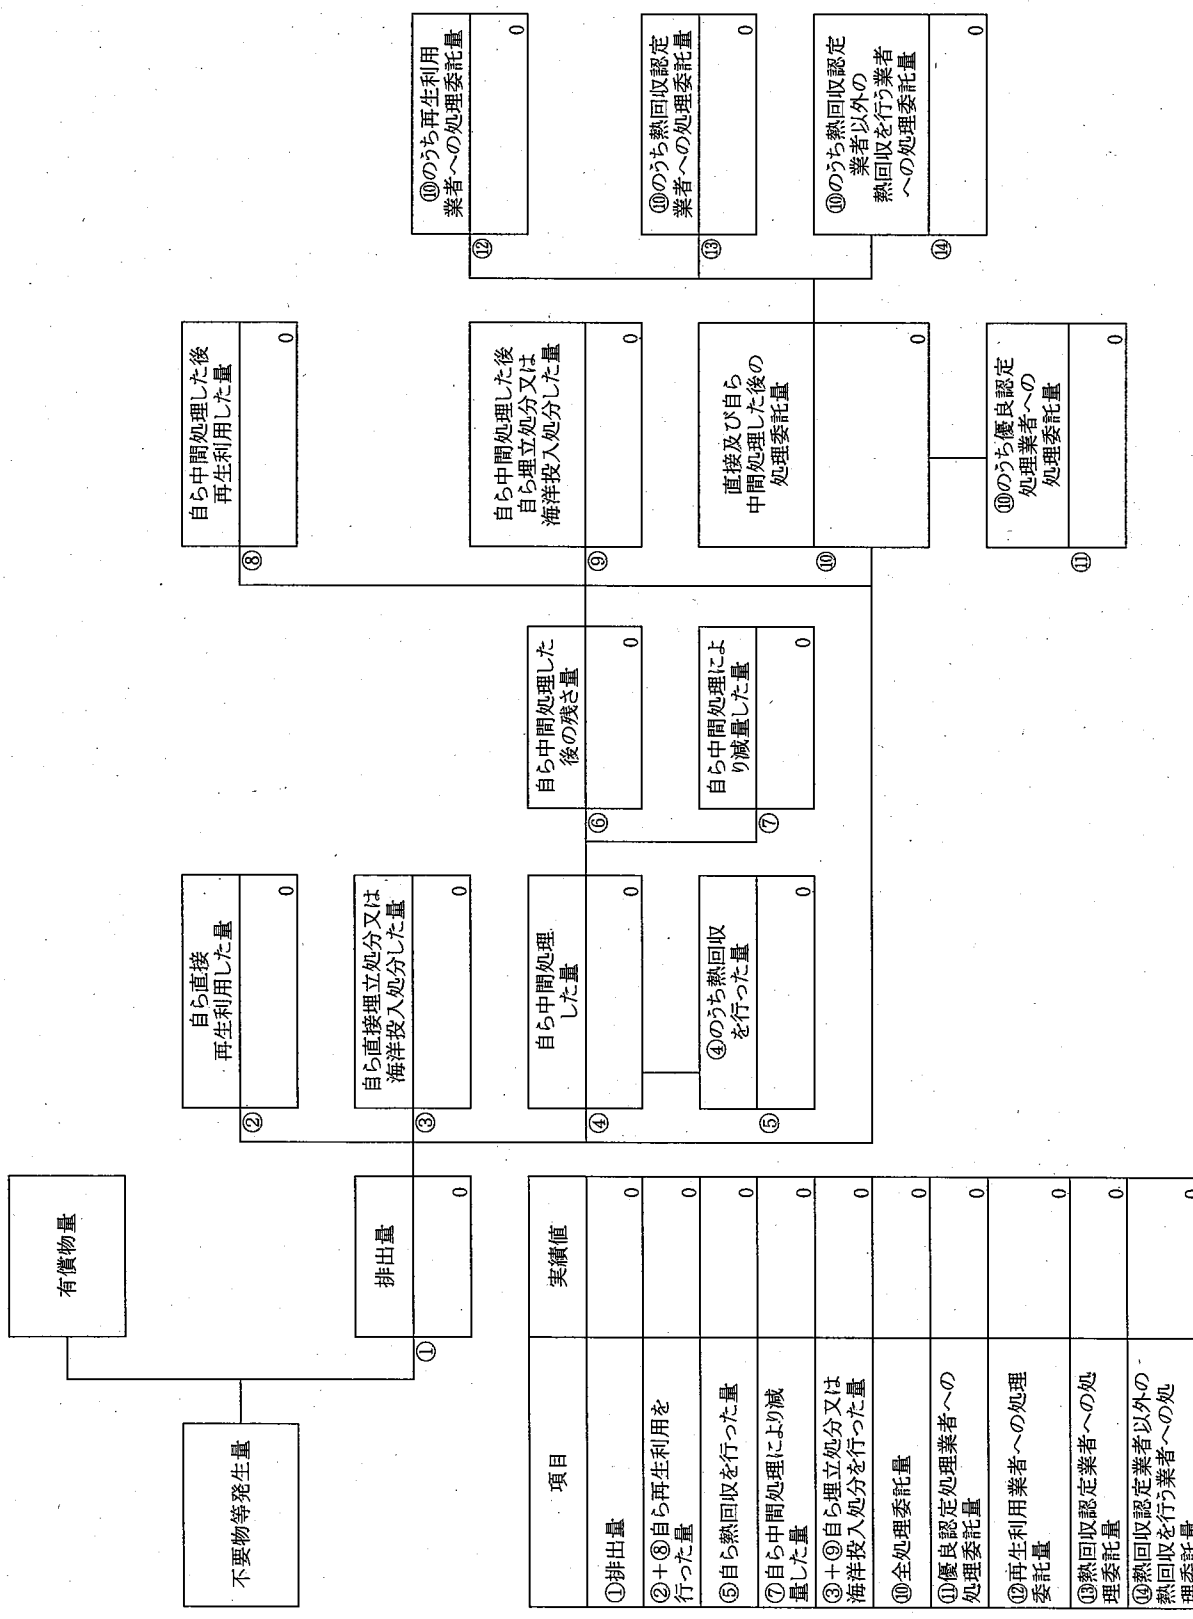 不要物等発生量
有償物量
①
排出量
0
②
自ら直接
再生利用した量
0
③
自ら直接埋立処分又は
海洋投入処分した量
0
④
自ら中間処理
した量
0
⑤
④のうち熱回収
を行った量
0
⑥
自ら中間処理した
後の残さ量
0
⑦
自ら中間処理によ
り減量した量
0
⑧
自ら中間処理した後
再生利用した量
0
⑨
自ら中間処理した後
自ら埋立処分又は
海洋投入処分した量
0
⑩
直接及び自ら
中間処理した後の
処理委託量
0
⑪
⑩のうち優良認定
処理業者への
処理委託量
0
⑫
⑩のうち再生利用
業者への処理委託量
0
⑬
⑩のうち熱回収認定
業者への処理委託量
0
⑭
⑩のうち熱回収認定
業者以外の
熱回収を行う業者
への処理委託量
0
項目 実績値
①排出量 0
②+⑧自ら再生利用を
行った量 0
⑤自ら熱回収を行った量 0
⑦自ら中間処理により減
量した量 0
③+⑨自ら埋立処分又は
海洋投入処分を行った量 0
⑩全処理委託量 0
⑪優良認定処理業者への
処理委託量 0
⑫再生利用業者への処理
委託量 0
⑬熱回収認定業者への処
理委託量 0
⑭熱回収認定業者以外の
熱回収を行う業者への処
理委託量 0